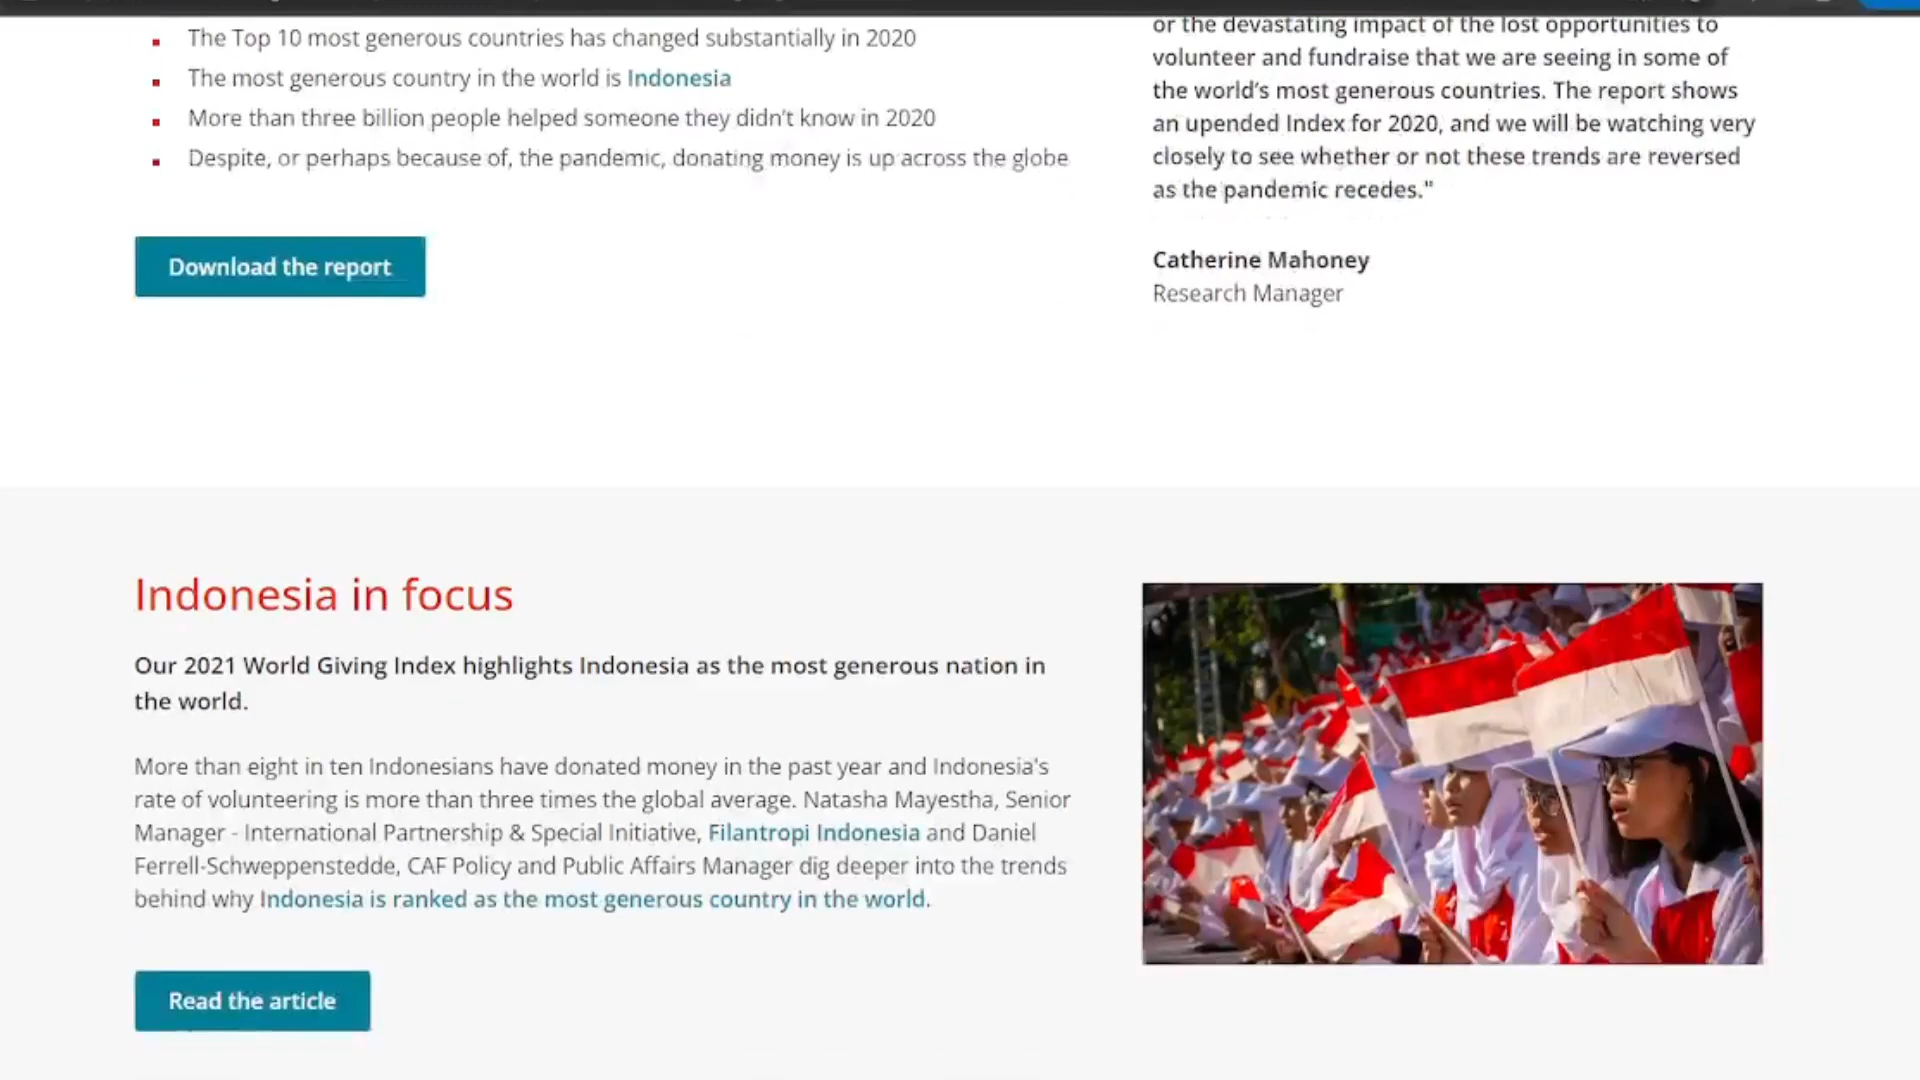 The Top 10 most generous countries has changed substantially in 2020
The most generous country in the world is Indonesia
More than three billion people helped someone they didn't know in 2020
Despite, or perhaps because of, the pandemic, donating money is up across the globe
Download the report
or the devastating impact of the lost opportunities to
volunteer and fundraise that we are seeing in some of
the world's most generous countries. The report shows
an upended Index for 2020, and we will be watching very
closely to see whether or not these trends are reversed
as the pandemic recedes."
Catherine Mahoney
Research Manager
Indonesia in focus
Our 2021 World Giving Index highlights Indonesia as the most generous nation in
the world.
More than eight in ten Indonesians have donated money in the past year and Indonesia's
rate of volunteering is more than three times the global average. Natasha Mayestha, Senior
Manager - International Partnership & Special Initiative, Filantropi Indonesia and Daniel
Ferrell-Schweppenstedde, CAF Policy and Public Affairs Manager dig deeper into the trends
behind why Indonesia is ranked as the most generous country in the world.
Read the article